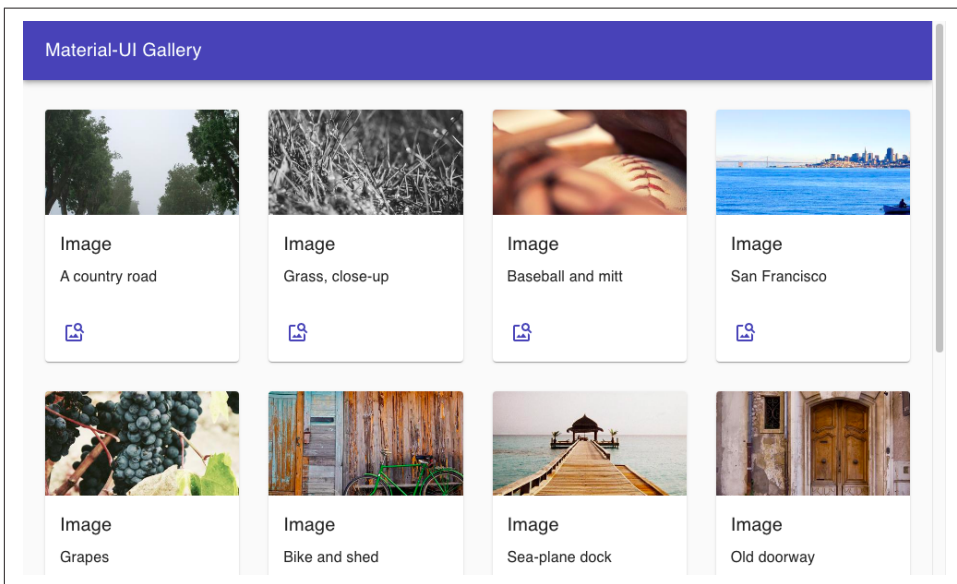 Material-UI Gallery
Image
A country road
Image
Grass, close-up
Image
Baseball and mitt
Image
San Francisco
Image
Grapes
Image
Bike and shed
Image
Sea-plane dock
Image
Old doorway